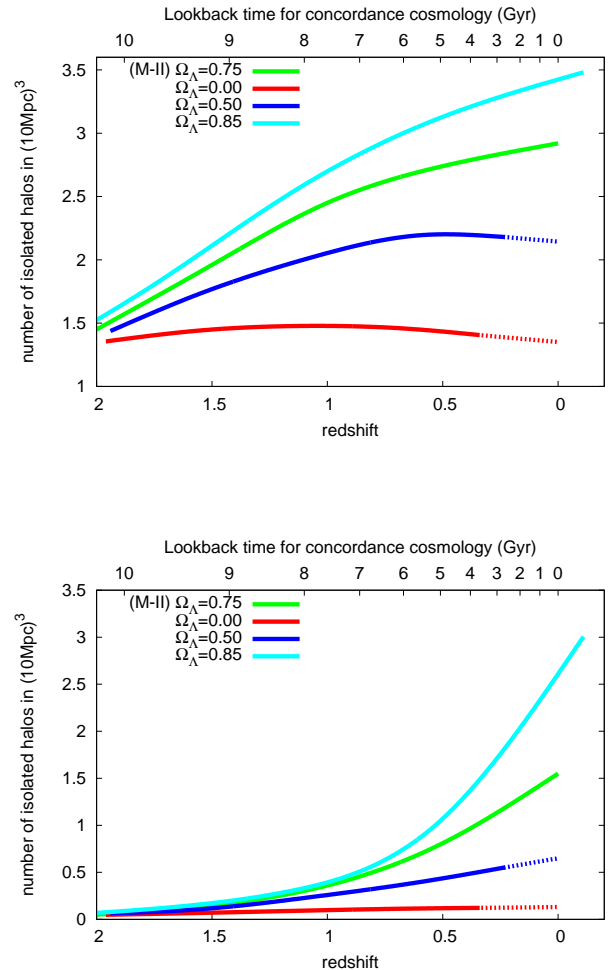 Lookback time for concordance cosmology (Gyr)
10 9 8 7 6 5 4 3 2 1 0
3.5
3
2.5
2
1.5
1
number of isolated halos in (10Mpc)³
(M-II) Ω_Λ=0.75
Ω_Λ=0.00
Ω_Λ=0.50
Ω_Λ=0.85
2 1.5 1 0.5 0
redshift
Lookback time for concordance cosmology (Gyr)
10 9 8 7 6 5 4 3 2 1 0
3.5
3
2.5
2
1.5
1
0.5
0
number of isolated halos in (10Mpc)³
(M-II) Ω_Λ=0.75
Ω_Λ=0.00
Ω_Λ=0.50
Ω_Λ=0.85
2 1.5 1 0.5 0
redshift